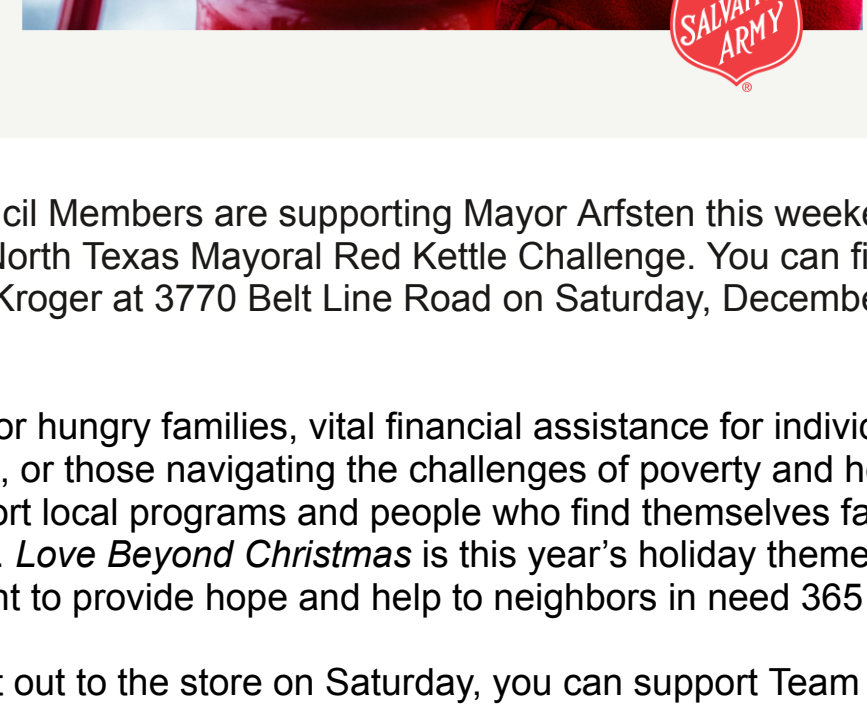 SALVATION
ARMY
®
cil Members are supporting Mayor Arfsten this weeke
North Texas Mayoral Red Kettle Challenge. You can fi
Kroger at 3770 Belt Line Road on Saturday, Decembe
or hungry families, vital financial assistance for indivi
, or those navigating the challenges of poverty and h
ort local programs and people who find themselves fa
. Love Beyond Christmas is this year’s holiday theme
nt to provide hope and help to neighbors in need 365
t out to the store on Saturday, you can support Team